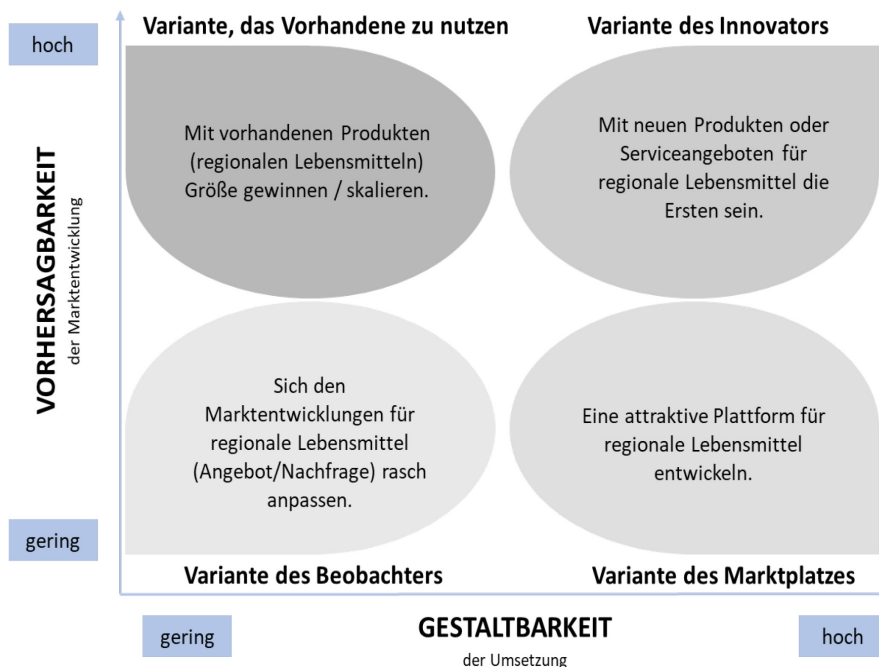 Variante, das Vorhandene zu nutzen
Variante des Innovators
hoch
Mit vorhandenen Produkten
(regionalen Lebensmitteln)
Größe gewinnen / skalieren.
Mit neuen Produkten oder
Serviceangeboten für
regionale Lebensmittel die
Ersten sein.
VORHERSAGBARKEIT
der Marktentwicklung
Sich den
Marktentwicklungen für
regionale Lebensmittel
(Angebot/Nachfrage) rasch
anpassen.
Eine attraktive Plattform für
regionale Lebensmittel
entwickeln.
gering
Variante des Beobachters
Variante des Marktplatzes
gering
GESTALTBARKEIT
der Umsetzung
hoch